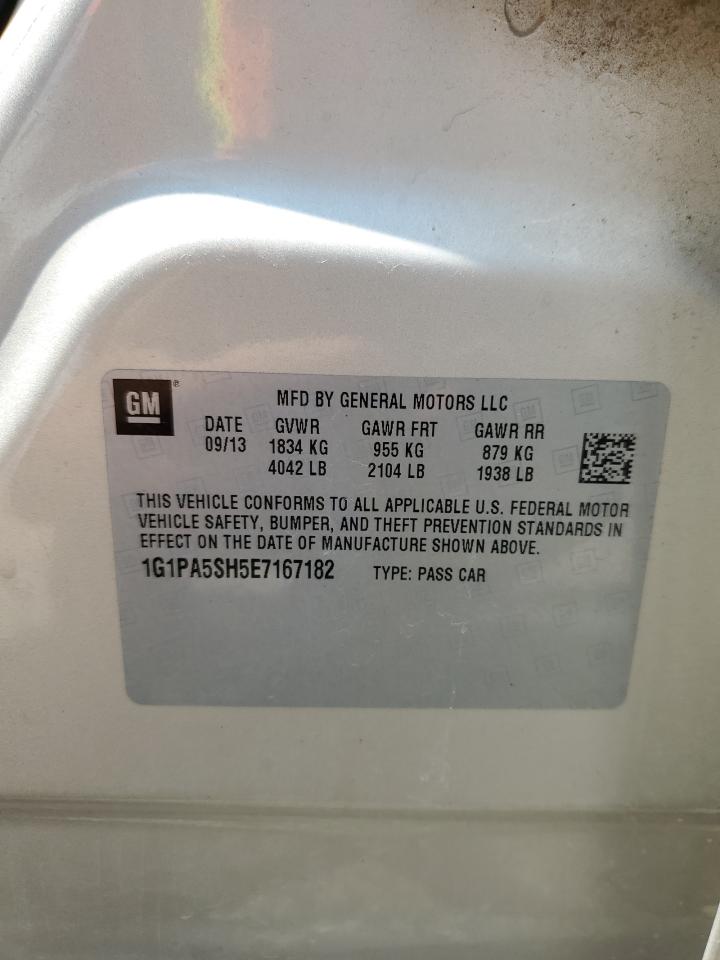 GM ®
MFD BY GENERAL MOTORS LLC
DATE GVWR GAWR FRT GAWR RR
09/13 1834 KG 955 KG 879 KG
4042 LB 2104 LB 1938 LB
THIS VEHICLE CONFORMS TO ALL APPLICABLE U.S. FEDERAL MOTOR
VEHICLE SAFETY, BUMPER, AND THEFT PREVENTION STANDARDS IN
EFFECT ON THE DATE OF MANUFACTURE SHOWN ABOVE.
1G1PA5SH5E7167182 TYPE: PASS CAR